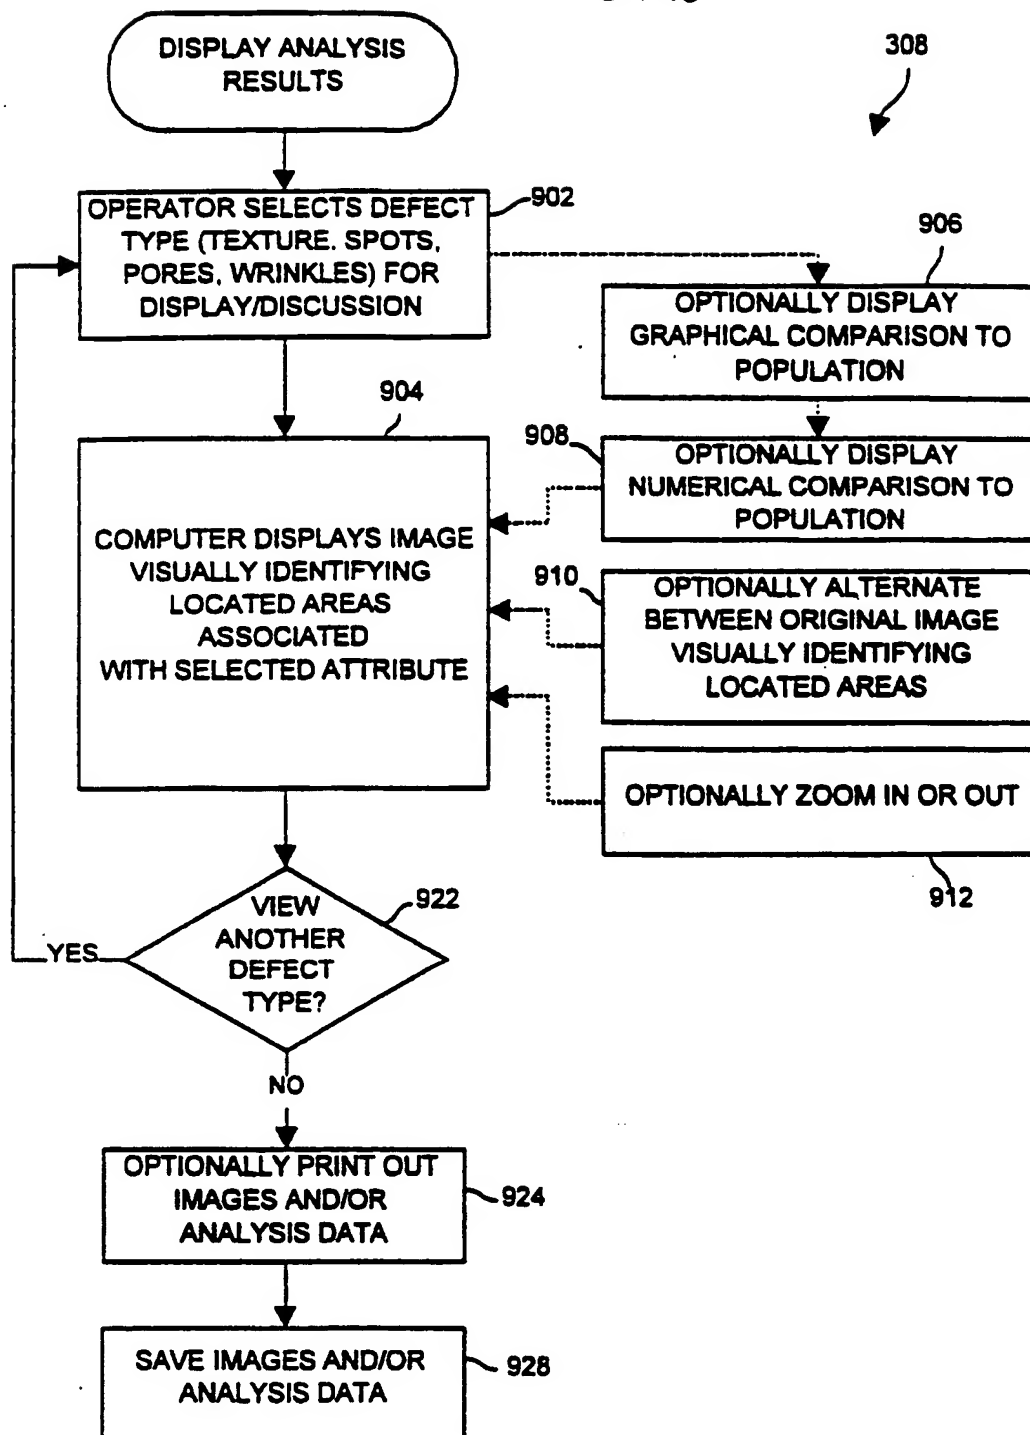 DISPLAY ANALYSIS
RESULTS
308
902
OPERATOR SELECTS DEFECT
TYPE (TEXTURE. SPOTS,
PORES, WRINKLES) FOR
DISPLAY/DISCUSSION
906
OPTIONALLY DISPLAY
GRAPHICAL COMPARISON TO
POPULATION
904
COMPUTER DISPLAYS IMAGE
VISUALLY IDENTIFYING
LOCATED AREAS
ASSOCIATED
WITH SELECTED ATTRIBUTE
908
OPTIONALLY DISPLAY
NUMERICAL COMPARISON TO
POPULATION
910
OPTIONALLY ALTERNATE
BETWEEN ORIGINAL IMAGE
VISUALLY IDENTIFYING
LOCATED AREAS
OPTIONALLY ZOOM IN OR OUT
912
922
VIEW
ANOTHER
DEFECT
TYPE?
YES
NO
OPTIONALLY PRINT OUT
IMAGES AND/OR
ANALYSIS DATA
924
SAVE IMAGES AND/OR
ANALYSIS DATA
928